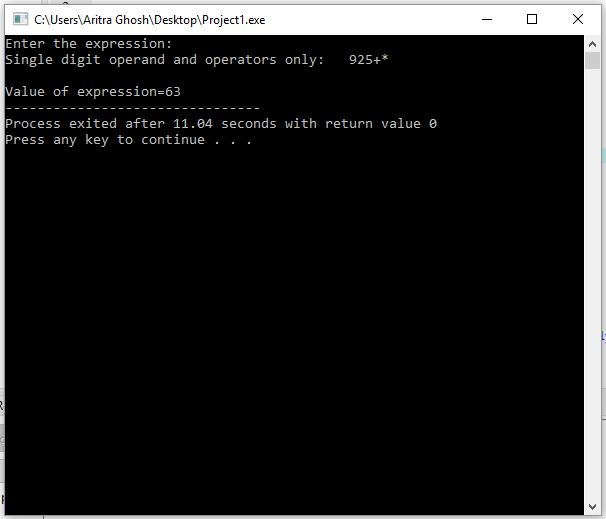 C:\Users\Aritra Ghosh\Desktop\Project1.exe
Enter the expression:
Single digit operand and operators only:   925+*
Value of expression=63
--------------------------------
Process exited after 11.04 seconds with return value 0
Press any key to continue . . .